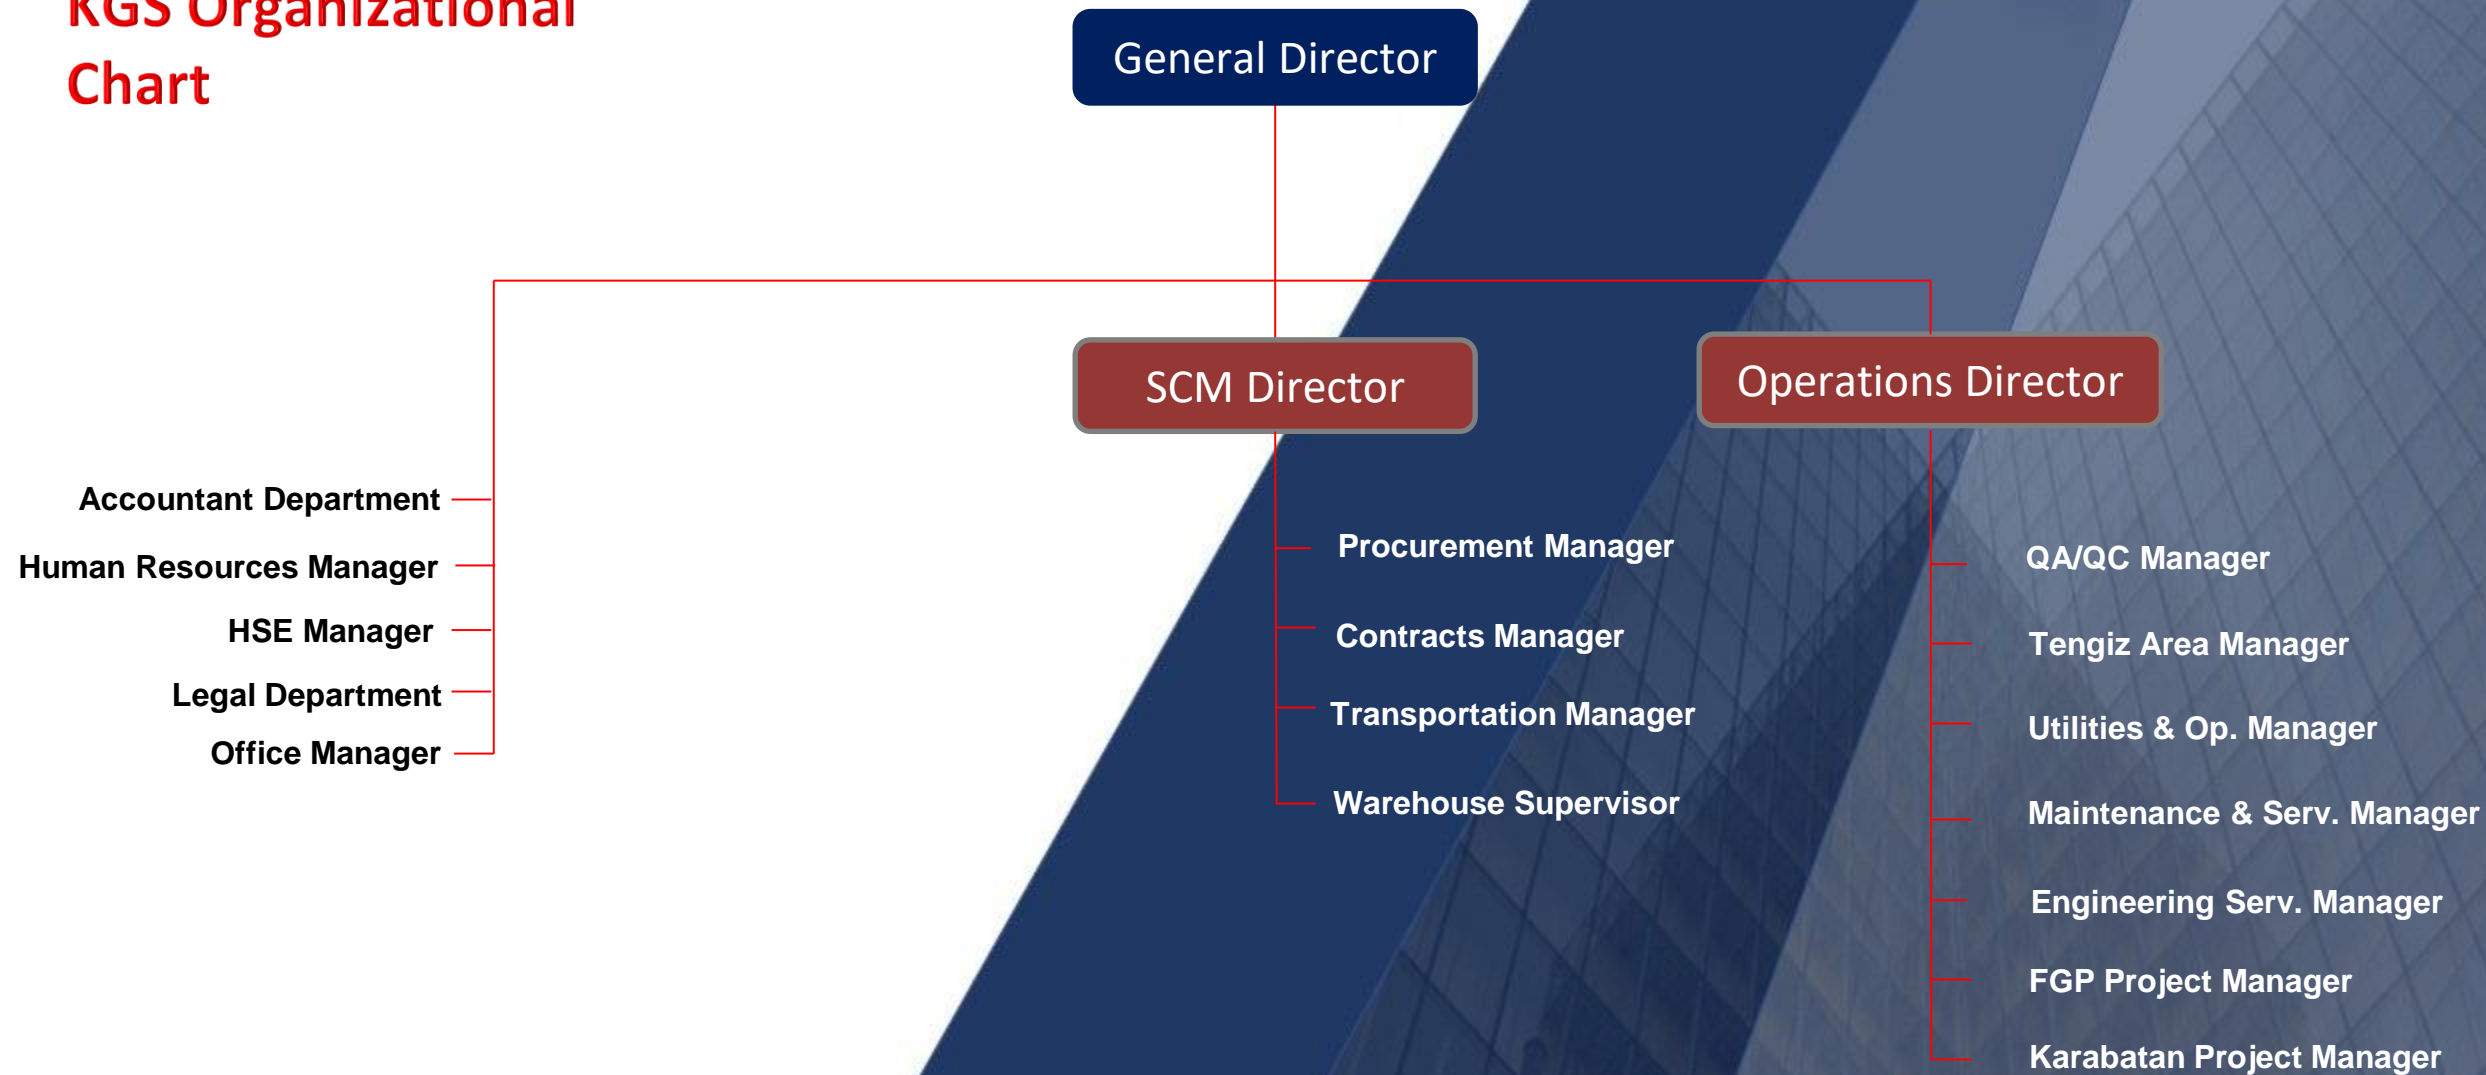 KGS Organizational
Chart
General Director
SCM Director
Operations Director
Accountant Department
Human Resources Manager
HSE Manager
Legal Department
Office Manager
Procurement Manager
Contracts Manager
Transportation Manager
Warehouse Supervisor
QA/QC Manager
Tengiz Area Manager
Utilities & Op. Manager
Maintenance & Serv. Manager
Engineering Serv. Manager
FGP Project Manager
Karabatan Project Manager